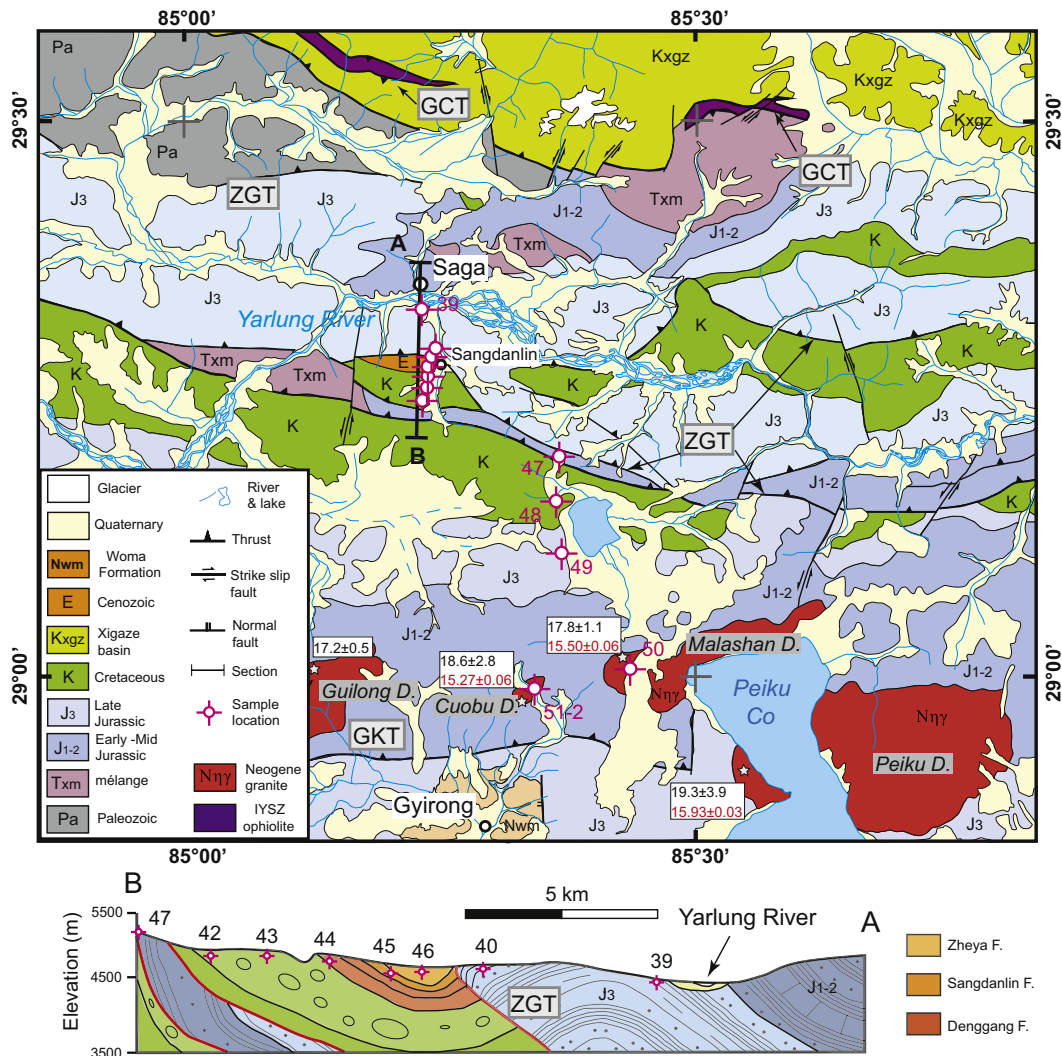 85°00'
85°30'
Pa
Kxgz
Kxgz
GCT
29°30'
29°30'
Pa
Kxgz
GCT
ZGT
Txm
J3
J3
J1-2
J3
A
J1-2
Txm
K
Saga
39
J3
J3
Yarlung River
K
Txm
E
Sangdanlin
K
K
Txm
K
K
J3
J3
K
ZGT
B
47
K
J1-2
K
48
49
J3
J1-2
J1-2
J1-2
17.2±0.5
17.8±1.1
15.50±0.06
50
Malashan D.
29°00'
29°00'
18.6±2.8
15.27±0.06
Guilong D.
Cuobu D.
51-2
Nηγ
Peiku
Co
Nηγ
Peiku D.
GKT
19.3±3.9
15.93±0.03
Gyirong
Nwm
J3
J3
Glacier
Quaternary
Nwm
Woma
Formation
E
Cenozoic
Kxgz
Xigaze
basin
K
Cretaceous
J3
Late
Jurassic
J1-2
Early -Mid
Jurassic
Txm
mélange
Pa
Paleozoic
River
& lake
Thrust
Strike slip
fault
Normal
fault
Section
Sample
location
Nηγ
Neogene
granite
IYSZ
ophiolite
85°00'
85°30'
B
5 km
Yarlung River
A
Elevation (m)
5500
4500
3500
47
42
43
44
45
46
40
39
ZGT
J3
J1-2
Zheya F.
Sangdanlin F.
Denggang F.